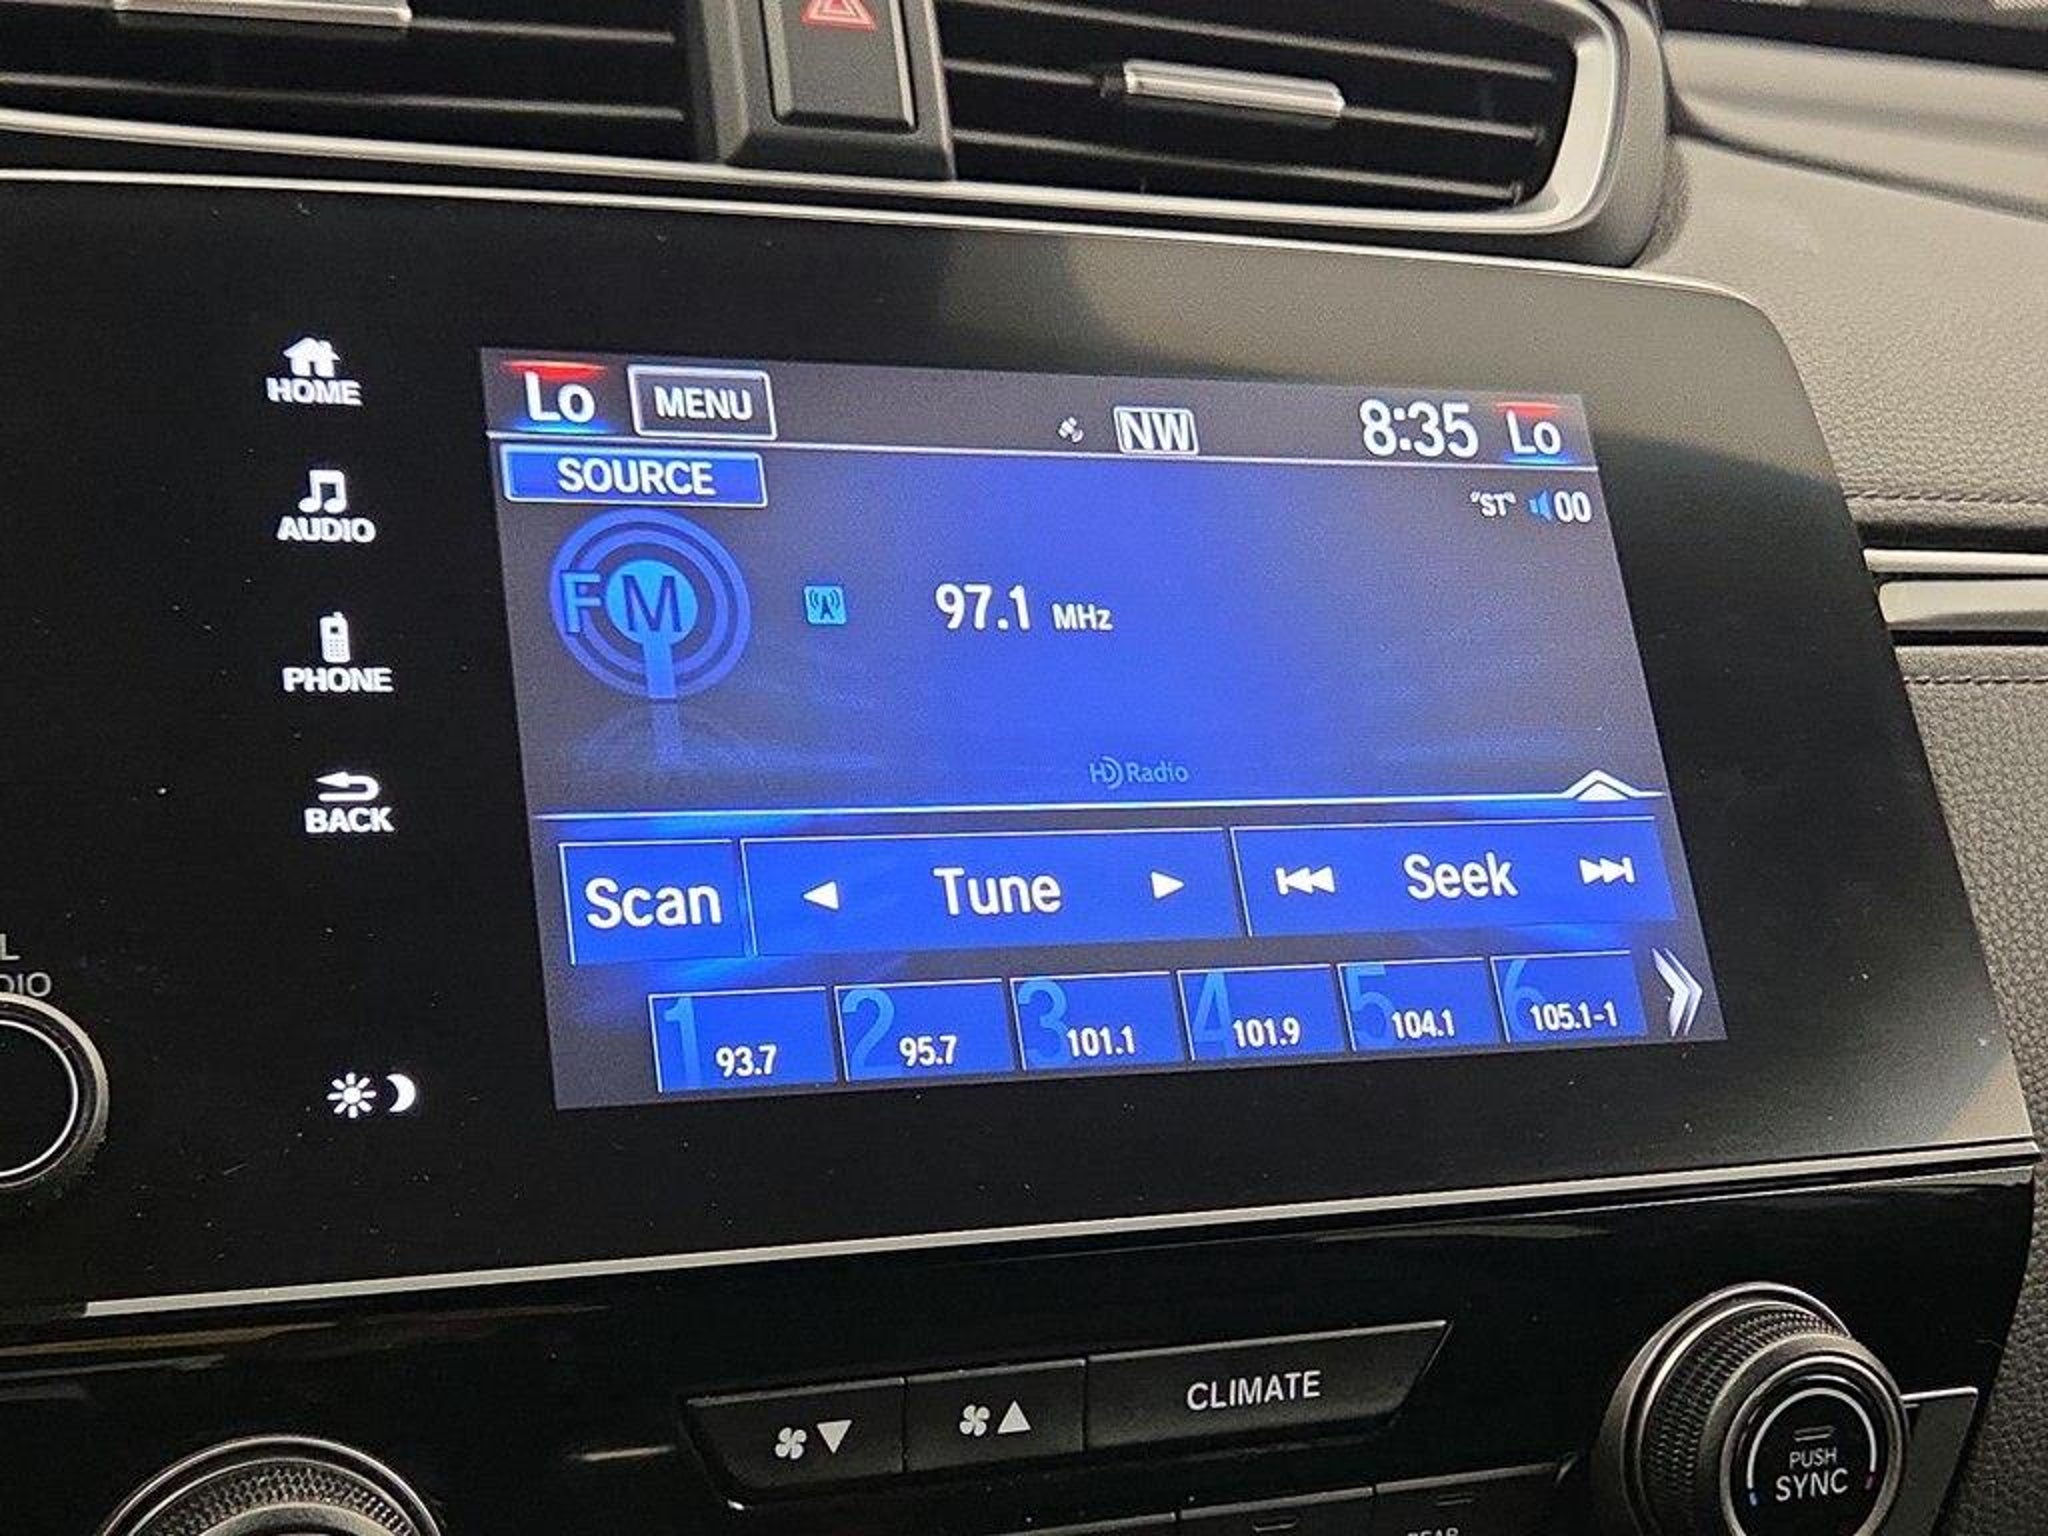 HOME
AUDIO
PHONE
BACK
Lo
MENU
NW
8:35
Lo
SOURCE
"ST" 00
FM
97.1 MHz
HD Radio
Scan
Tune
Seek
1 93.7
2 95.7
3 101.1
4 101.9
5 104.1
6 105.1-1
CLIMATE
PUSH
SYNC